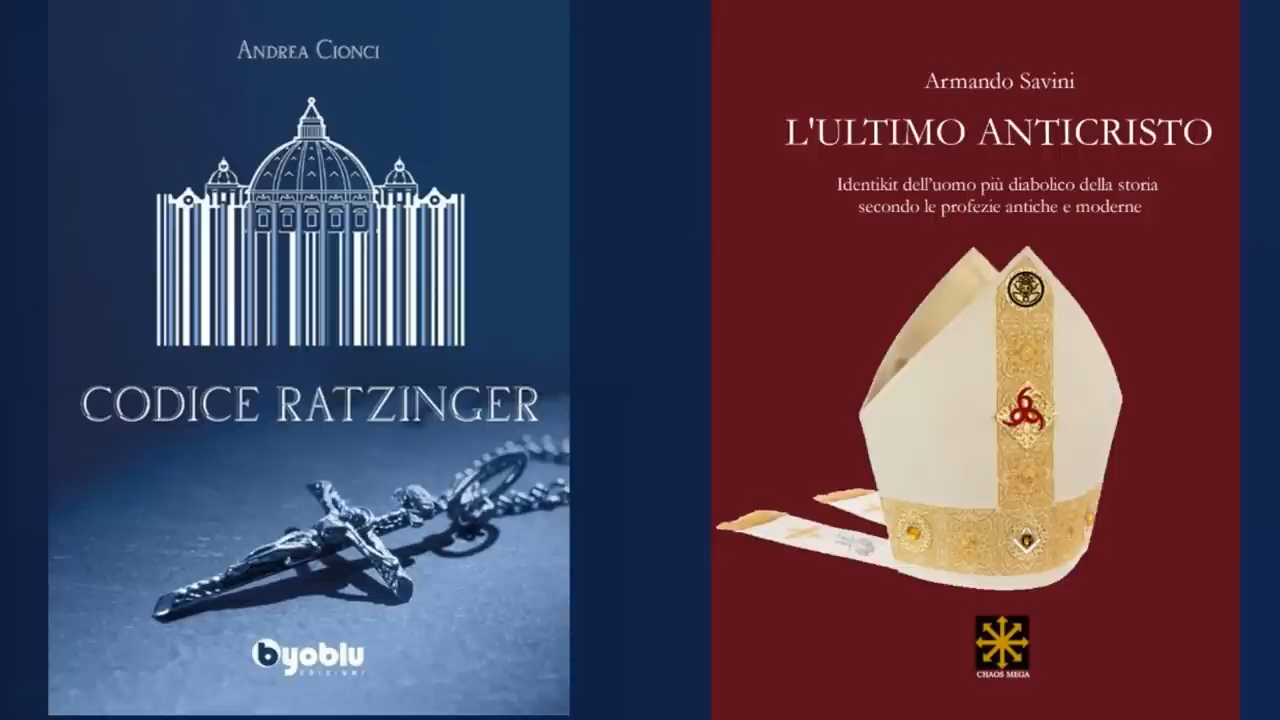 ANDREA CIONCI
CODICE RATZINGER
byoblu
EDIZIONI
Armando Savini
L'ULTIMO ANTICRISTO
Identikit dell'uomo più diabolico della storia
secondo le profezie antiche e moderne
666
CHAOS MEGA